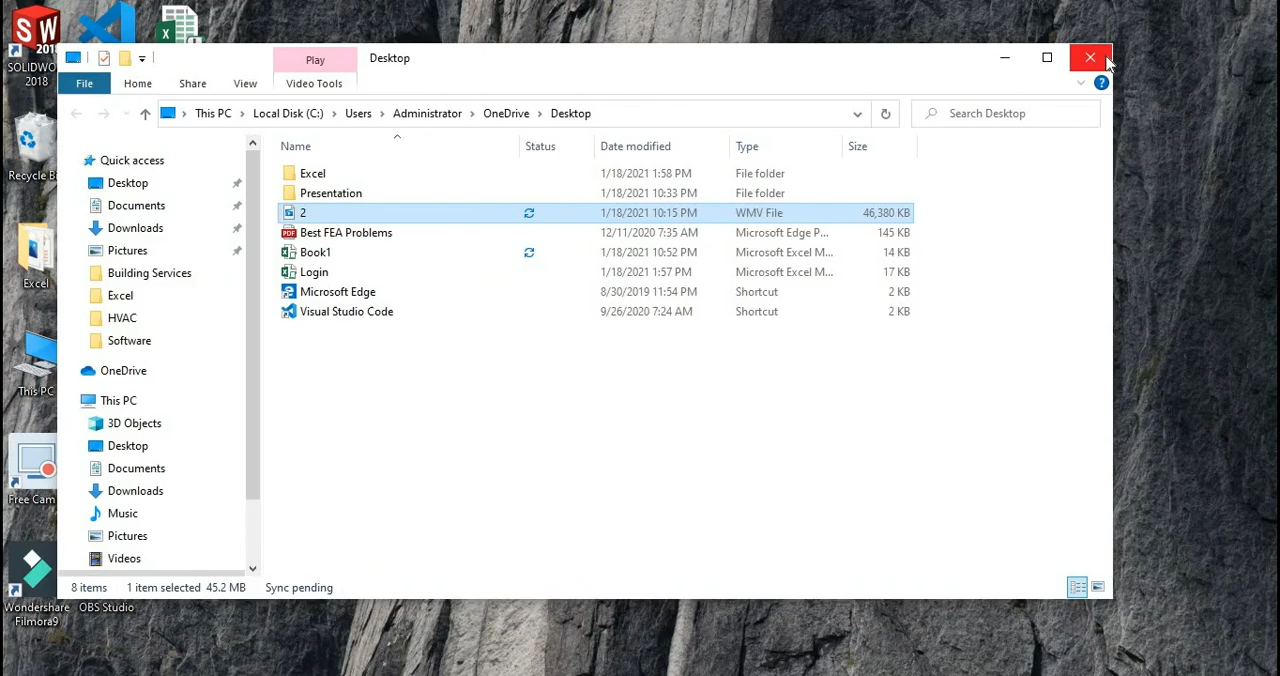 SOLIDWO
2018
Recycle Bi
Excel
This PC
Free Cam
Wondershare
Filmora9
OBS Studio
Play
Desktop
File
Home
Share
View
Video Tools
This PC > Local Disk (C:) > Users > Administrator > OneDrive > Desktop
Search Desktop
Quick access
Desktop
Documents
Downloads
Pictures
Building Services
Excel
HVAC
Software
OneDrive
This PC
3D Objects
Desktop
Documents
Downloads
Music
Pictures
Videos
Name Status Date modified Type Size
Excel 1/18/2021 1:58 PM File folder
Presentation 1/18/2021 10:33 PM File folder
2 1/18/2021 10:15 PM WMV File 46,380 KB
Best FEA Problems 12/11/2020 7:35 AM Microsoft Edge P... 145 KB
Book1 1/18/2021 10:52 PM Microsoft Excel M... 14 KB
Login 1/18/2021 1:57 PM Microsoft Excel M... 17 KB
Microsoft Edge 8/30/2019 11:54 PM Shortcut 2 KB
Visual Studio Code 9/26/2020 7:24 AM Shortcut 2 KB
8 items 1 item selected 45.2 MB Sync pending